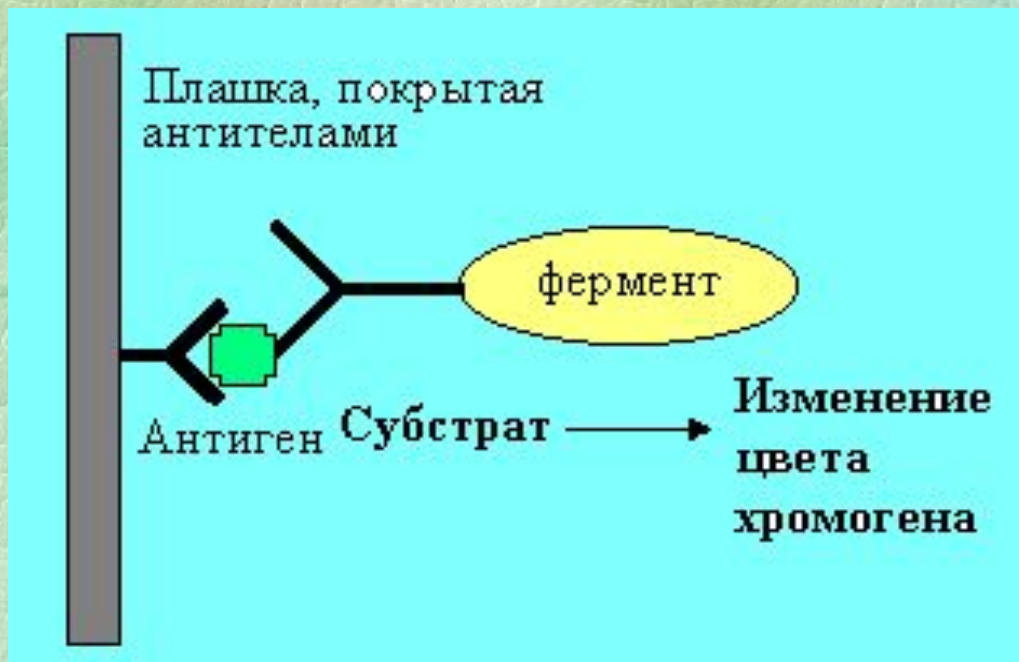 Плашка, покрытая
антителами
фермент
Антиген Субстрат
Изменение
цвета
хромогена